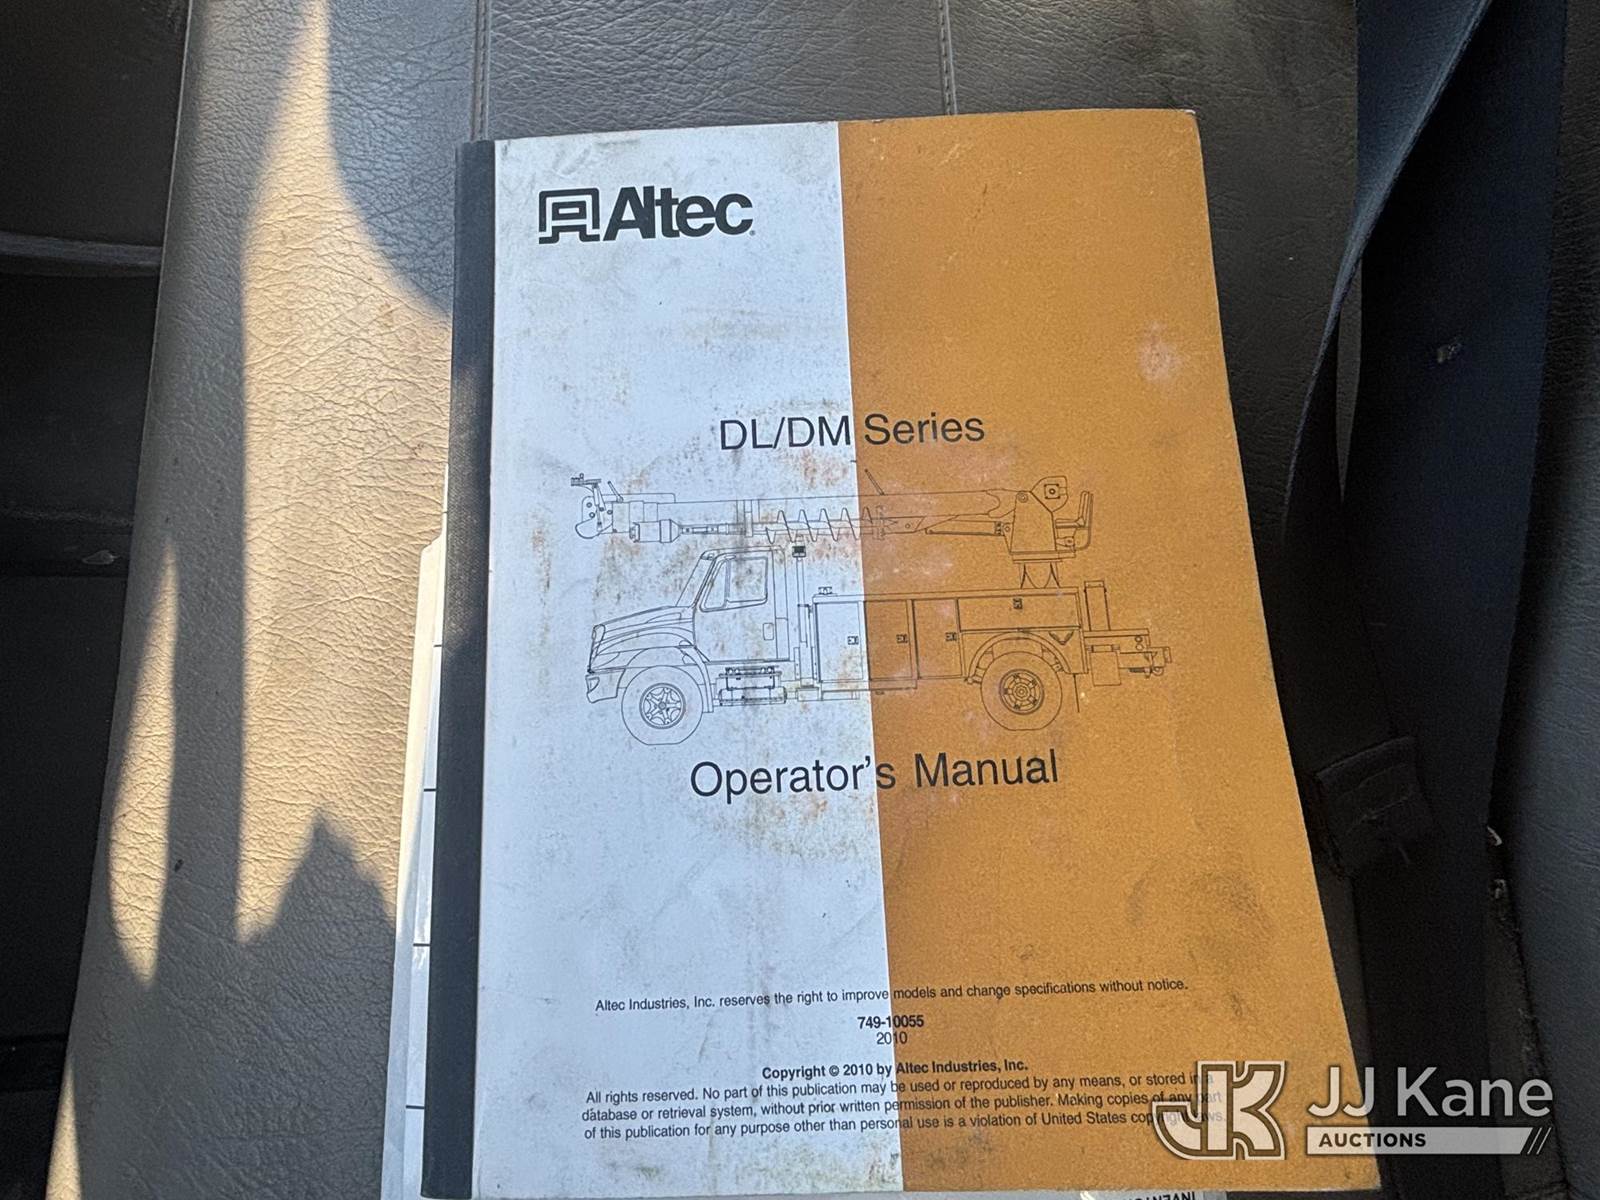 Altec
DL/DM Series
Operator's Manual
Altec Industries, Inc. reserves the right to improve models and change specifications without notice.
749-10055
2010
Copyright © 2010 by Altec Industries, Inc.
All rights reserved. No part of this publication may be used or reproduced by any means, or stored in a
database or retrieval system, without prior written permission of the publisher. Making copies of any part
of this publication for any purpose other than personal use is a violation of United States copyright laws.
JK JJ Kane
AUCTIONS